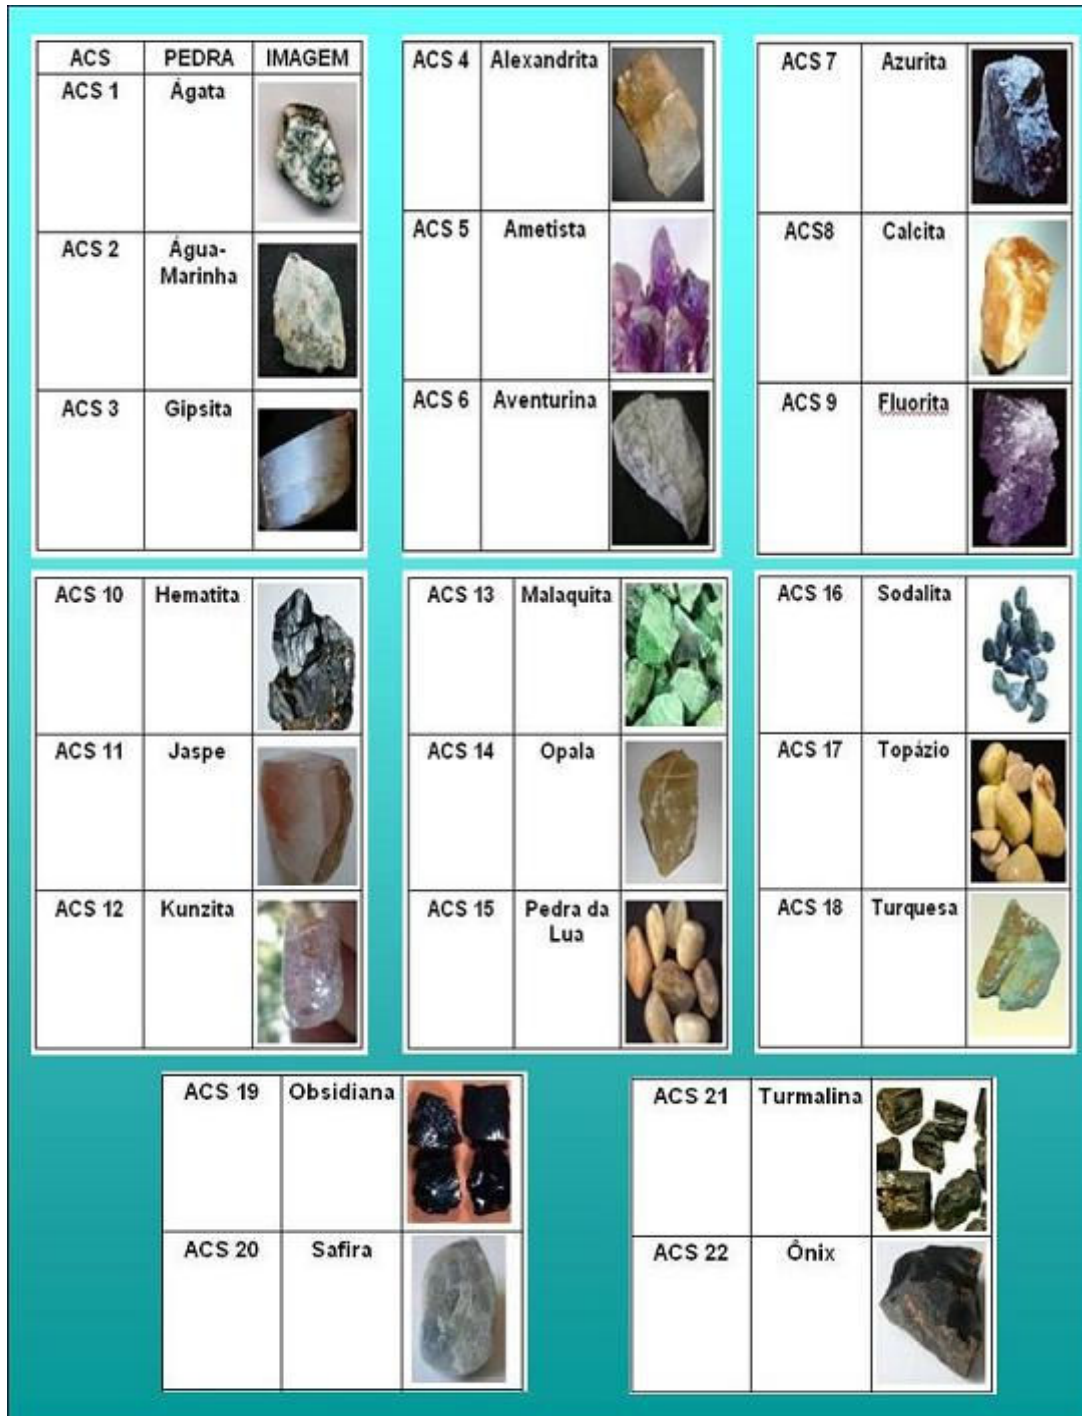 ACS PEDRA IMAGEM
ACS 1 Ágata
ACS 2 Água-
Marinha
ACS 3 Gipsita
ACS 4 Alexandrita
ACS 5 Ametista
ACS 6 Aventurina
ACS 7 Azurita
ACS8 Calcita
ACS 9 Fluorita
ACS 10 Hematita
ACS 11 Jaspe
ACS 12 Kunzita
ACS 13 Malaquita
ACS 14 Opala
ACS 15 Pedra da
Lua
ACS 16 Sodalita
ACS 17 Topázio
ACS 18 Turquesa
ACS 19 Obsidiana
ACS 20 Safira
ACS 21 Turmalina
ACS 22 Ônix